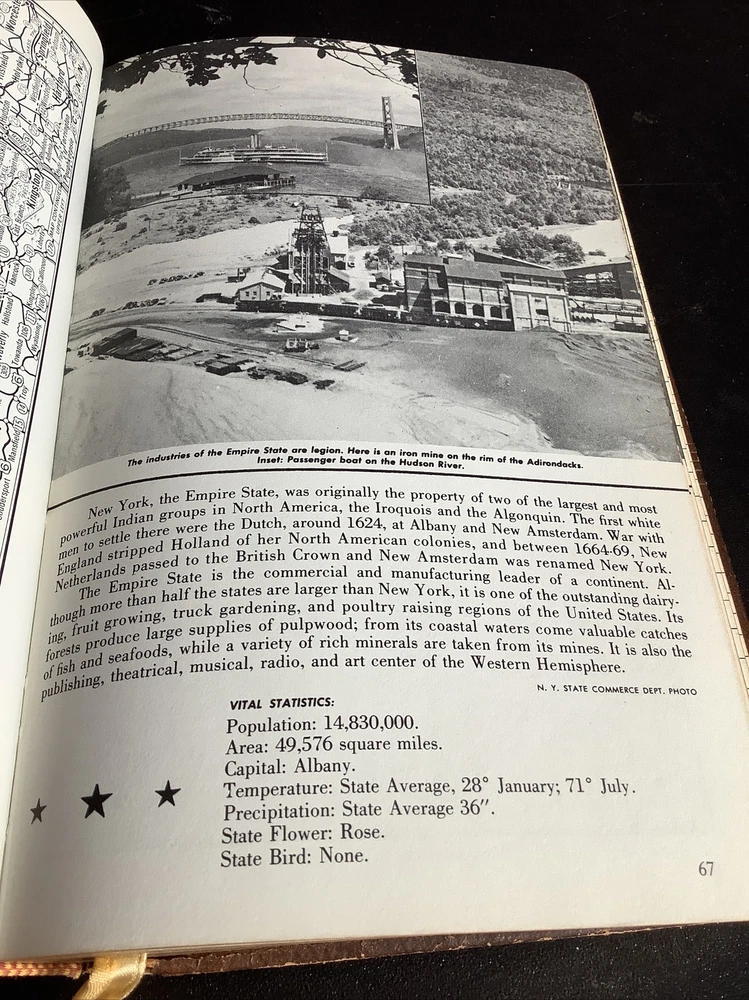 The industries of the Empire State are legion. Here is an iron mine on the rim of the Adirondacks.
Inset: Passenger boat on the Hudson River.
New York, the Empire State, was originally the property of two of the largest and most
powerful Indian groups in North America, the Iroquois and the Algonquin. The first white
men to settle there were the Dutch, around 1624, at Albany and New Amsterdam. War with
England stripped Holland of her North American colonies, and between 1664-69, New
Netherlands passed to the British Crown and New Amsterdam was renamed New York.
The Empire State is the commercial and manufacturing leader of a continent. Al-
though more than half the states are larger than New York, it is one of the outstanding dairy-
ing, fruit growing, truck gardening, and poultry raising regions of the United States. Its
forests produce large supplies of pulpwood; from its coastal waters come valuable catches
of fish and seafoods, while a variety of rich minerals are taken from its mines. It is also the
publishing, theatrical, musical, radio, and art center of the Western Hemisphere.
N. Y. STATE COMMERCE DEPT. PHOTO
VITAL STATISTICS:
Population: 14,830,000.
Area: 49,576 square miles.
Capital: Albany.
Temperature: State Average, 28° January; 71° July.
Precipitation: State Average 36″.
State Flower: Rose.
State Bird: None.
67
Kingston
Waverly
Hallstead
Towanda
Mansfield
Troy